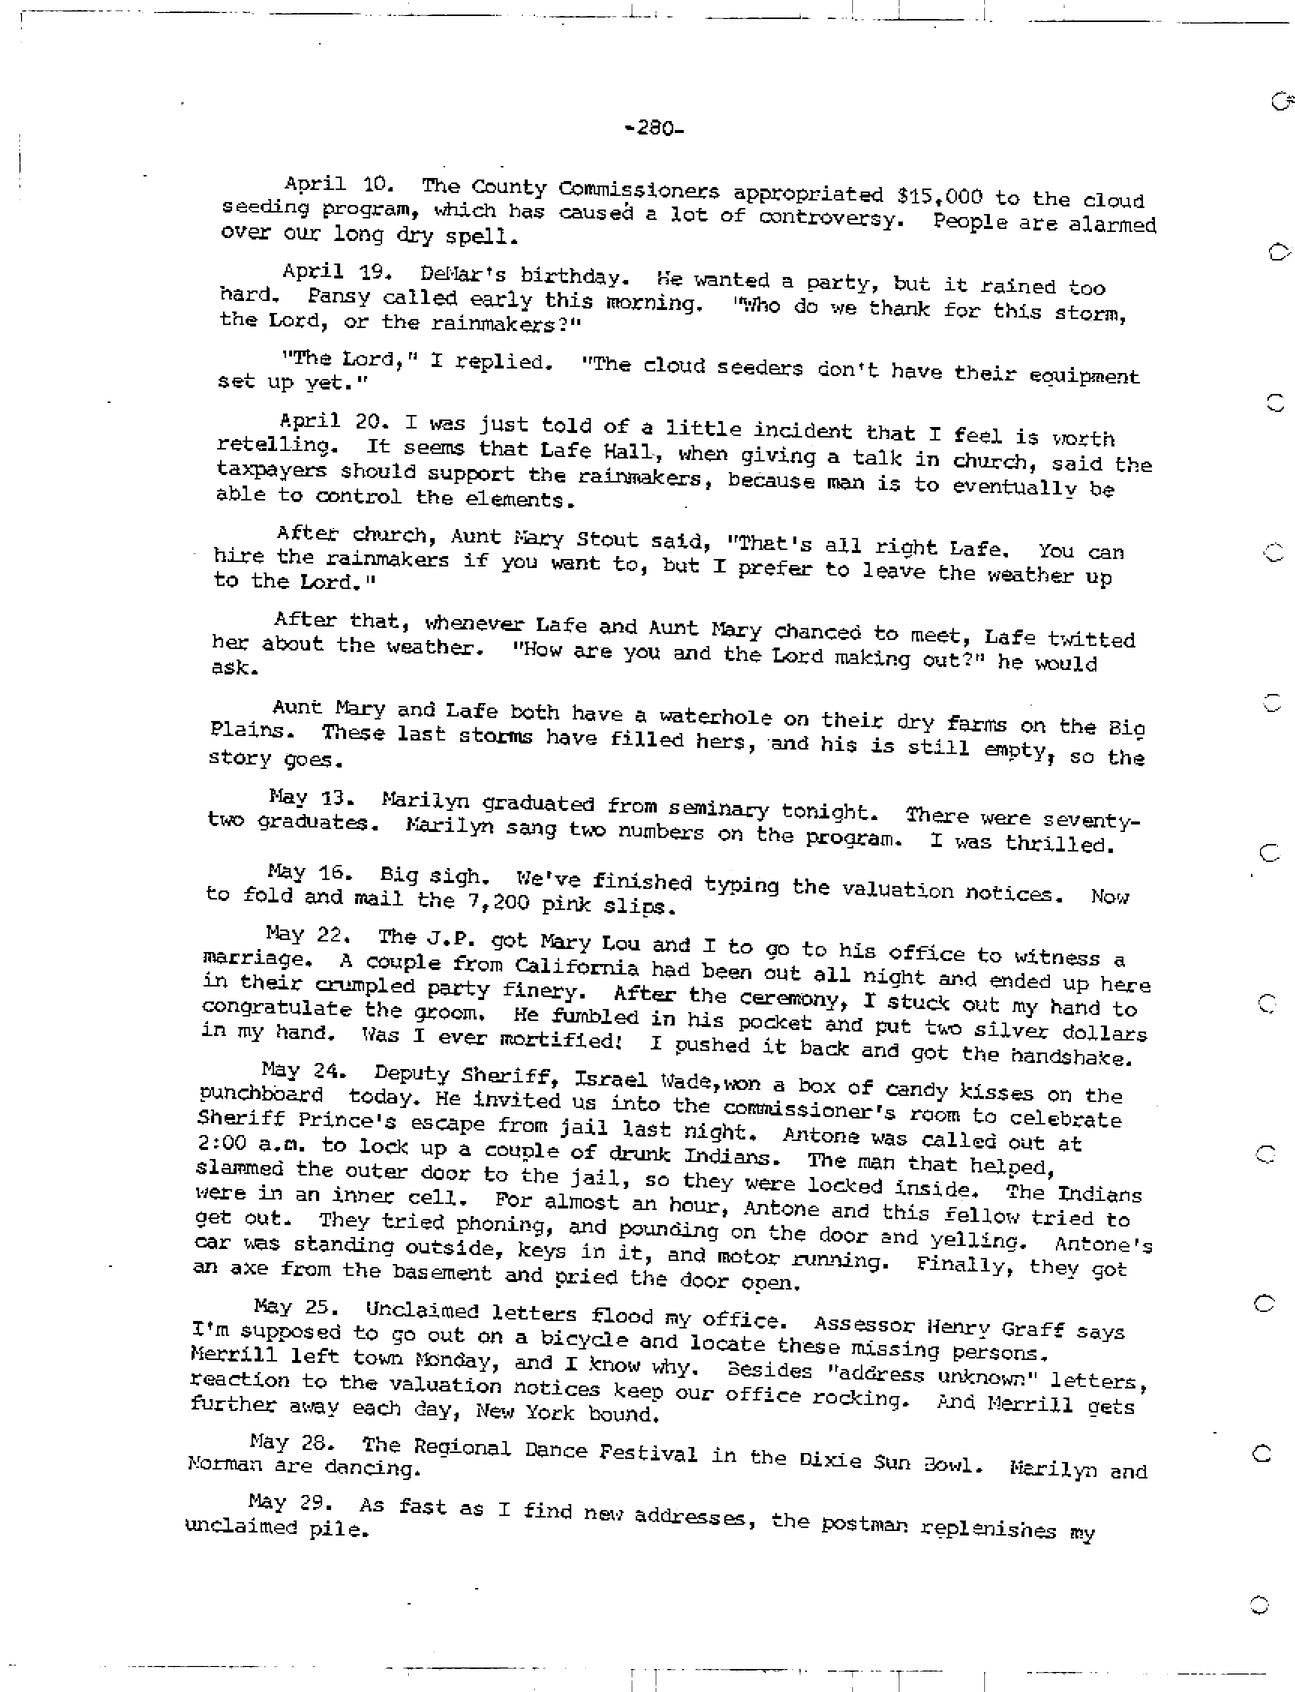 -280-
April 10. The County Commissioners appropriated $15,000 to the cloud
seeding program, which has caused a lot of controversy. People are alarmed
over our long dry spell.
April 19. DeMar's birthday. He wanted a party, but it rained too
hard. Pansy called early this morning. "Who do we thank for this storm,
the Lord, or the rainmakers?"
"The Lord," I replied. "The cloud seeders don't have their equipment
set up yet."
April 20. I was just told of a little incident that I feel is worth
retelling. It seems that Lafe Hall, when giving a talk in church, said the
taxpayers should support the rainmakers, because man is to eventually be
able to control the elements.
After church, Aunt Mary Stout said, "That's all right Lafe. You can
hire the rainmakers if you want to, but I prefer to leave the weather up
to the Lord."
After that, whenever Lafe and Aunt Mary chanced to meet, Lafe twitted
her about the weather. "How are you and the Lord making out?" he would
ask.
Aunt Mary and Lafe both have a waterhole on their dry farms on the Big
Plains. These last storms have filled hers, and his is still empty, so the
story goes.
May 13. Marilyn graduated from seminary tonight. There were seventy-
two graduates. Marilyn sang two numbers on the program. I was thrilled.
May 16. Big sigh. We've finished typing the valuation notices. Now
to fold and mail the 7,200 pink slips.
May 22. The J.P. got Mary Lou and I to go to his office to witness a
marriage. A couple from California had been out all night and ended up here
in their crumpled party finery. After the ceremony, I stuck out my hand to
congratulate the groom. He fumbled in his pocket and put two silver dollars
in my hand. Was I ever mortified! I pushed it back and got the handshake.
May 24. Deputy Sheriff, Israel Wade,won a box of candy kisses on the
punchboard today. He invited us into the commissioner's room to celebrate
Sheriff Prince's escape from jail last night. Antone was called out at
2:00 a.m. to lock up a couple of drunk Indians. The man that helped,
slammed the outer door to the jail, so they were locked inside. The Indians
were in an inner cell. For almost an hour, Antone and this fellow tried to
get out. They tried phoning, and pounding on the door and yelling. Antone's
car was standing outside, keys in it, and motor running. Finally, they got
an axe from the basement and pried the door open.
May 25. Unclaimed letters flood my office. Assessor Henry Graff says
I'm supposed to go out on a bicycle and locate these missing persons.
Merrill left town Monday, and I know why. Besides "address unknown" letters,
reaction to the valuation notices keep our office rocking. And Merrill gets
further away each day, New York bound.
May 28. The Regional Dance Festival in the Dixie Sun Bowl. Marilyn and
Norman are dancing.
May 29. As fast as I find new addresses, the postman replenishes my
unclaimed pile.